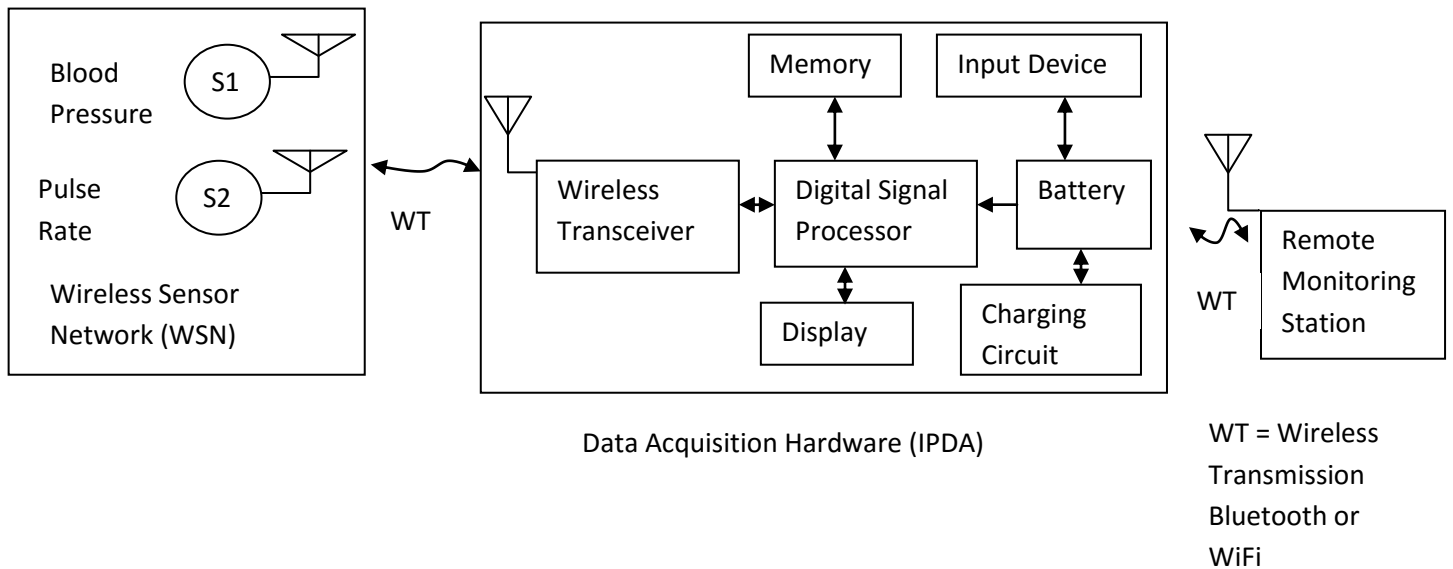 Blood
Pressure
S1
Pulse
Rate
S2
Wireless Sensor
Network (WSN)
WT
Memory
Input Device
Wireless
Transceiver
Digital Signal
Processor
Battery
Display
Charging
Circuit
Data Acquisition Hardware (IPDA)
WT
Remote
Monitoring
Station
WT = Wireless
Transmission
Bluetooth or
WiFi